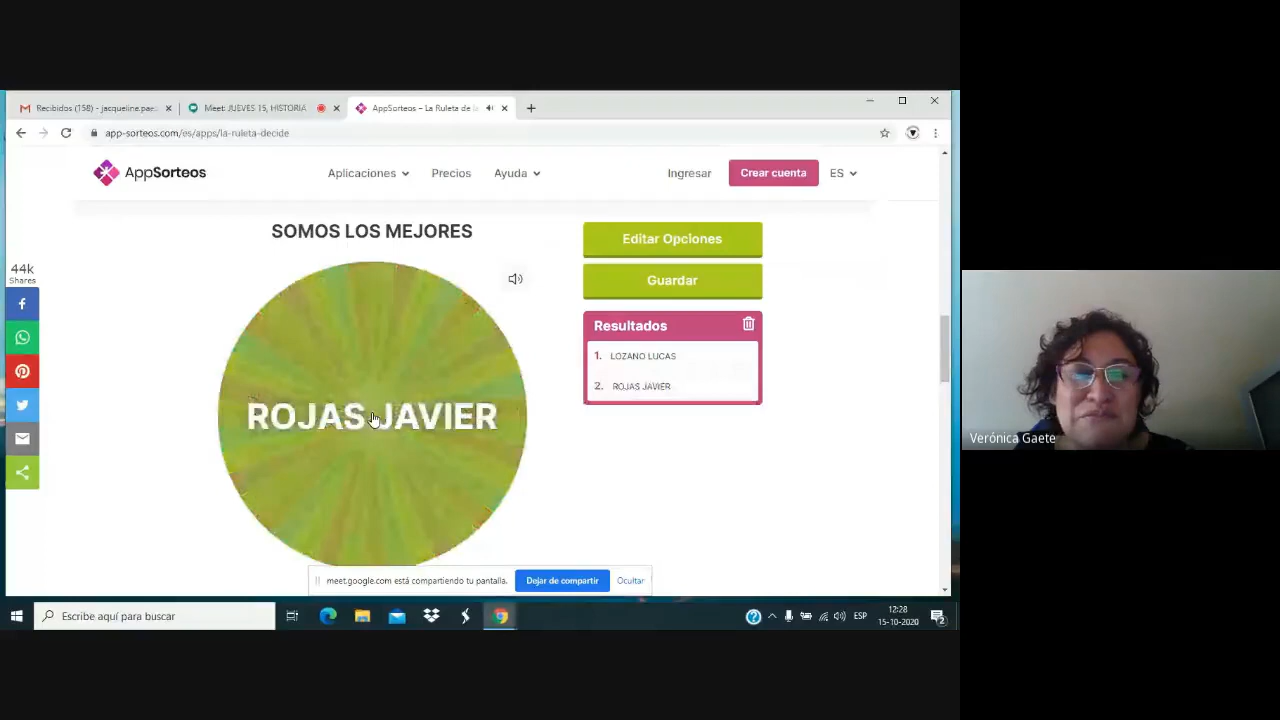 Recibidos (158) - jacqueline.pae
Meet: JUEVES 15, HISTORIA
AppSorteos – La Ruleta de la
app-sorteos.com/es/apps/la-ruleta-decide
AppSorteos
Aplicaciones
Precios
Ayuda
Ingresar
Crear cuenta
ES
SOMOS LOS MEJORES
44k
Shares
ROJAS JAVIER
Editar Opciones
Guardar
Resultados
1. LOZANO LUCAS
2. ROJAS JAVIER
meet.google.com está compartiendo tu pantalla.
Dejar de compartir
Ocultar
Escribe aquí para buscar
ESP
12:28
15-10-2020
2
Verónica Gaete